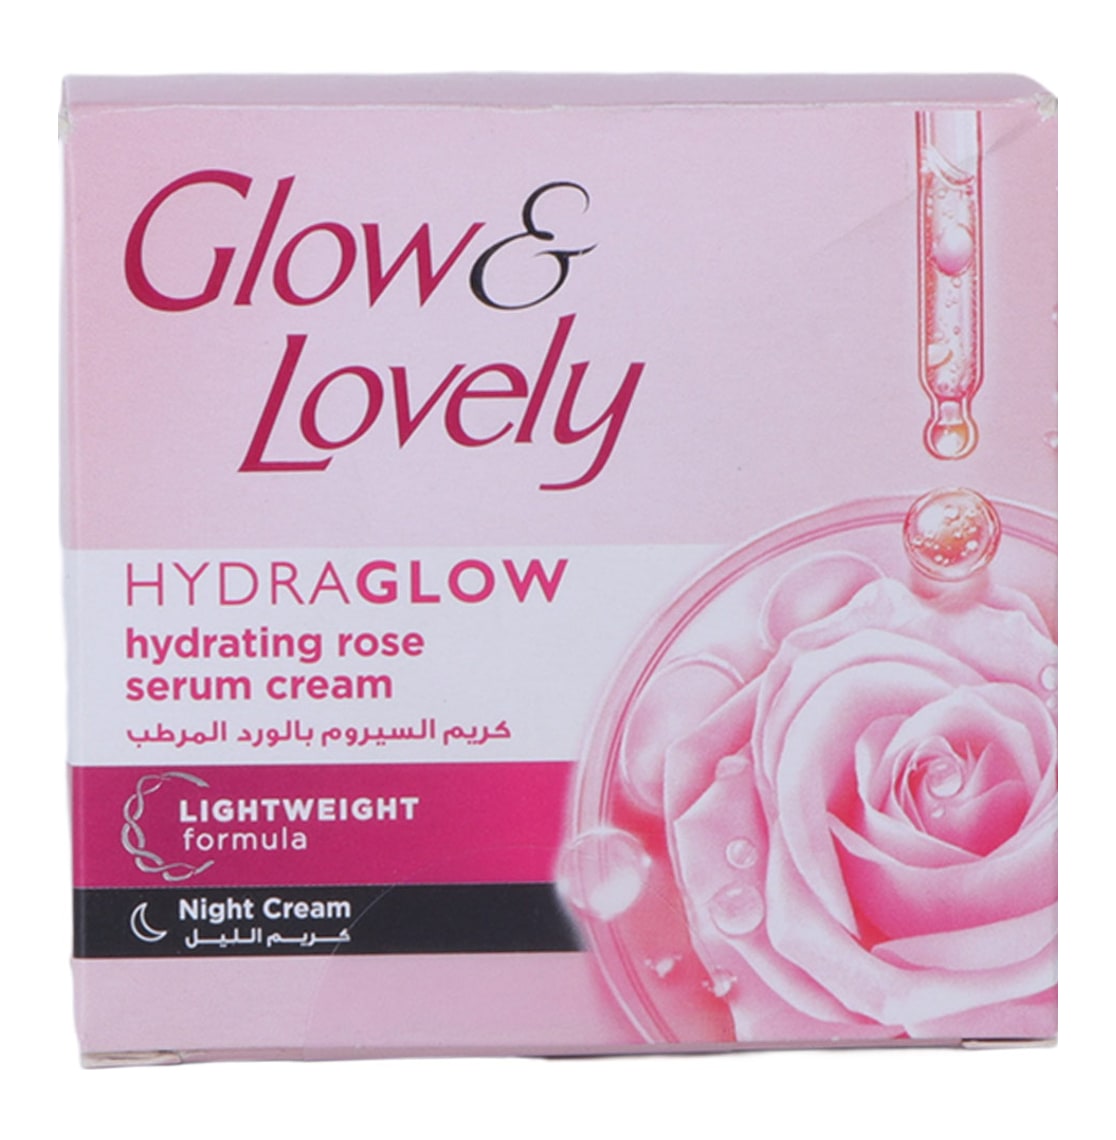 Glow &
Lovely
HYDRAGLOW
hydrating rose
serum cream
كريم السيروم بالورد المرطب
LIGHTWEIGHT
formula
Night Cream
كريم الليل